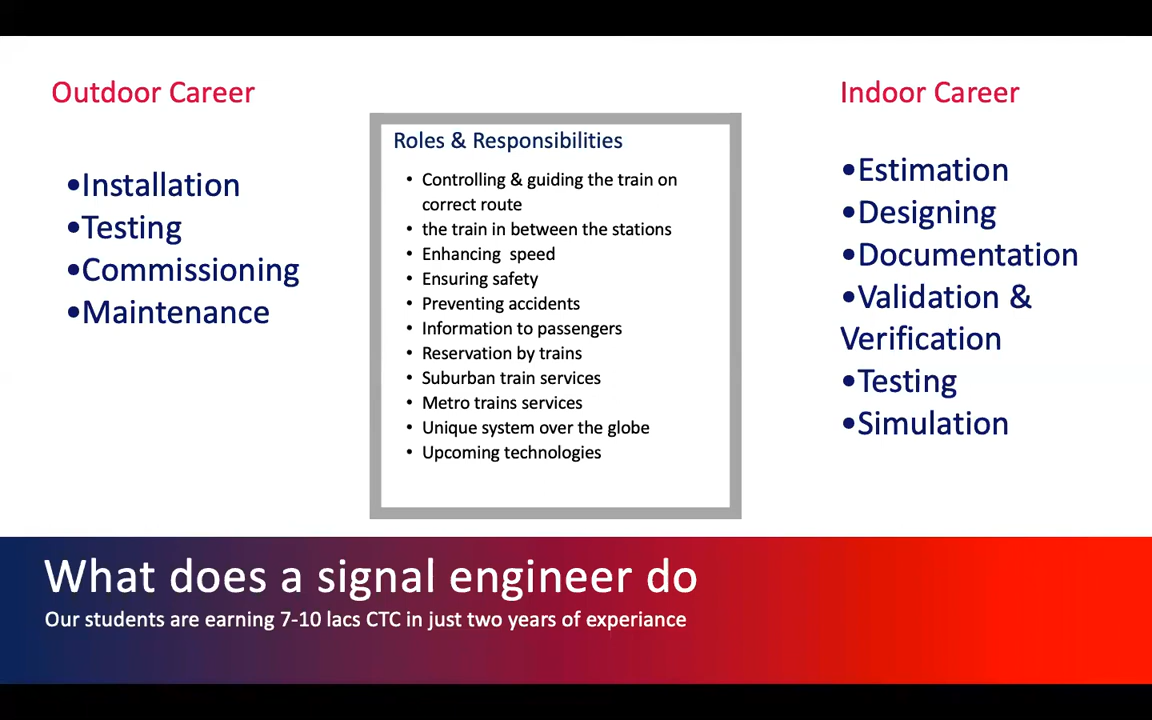 Outdoor Career
•Installation
•Testing
•Commissioning
•Maintenance
Roles & Responsibilities
• Controlling & guiding the train on
correct route
• the train in between the stations
• Enhancing  speed
• Ensuring safety
• Preventing accidents
• Information to passengers
• Reservation by trains
• Suburban train services
• Metro trains services
• Unique system over the globe
• Upcoming technologies
Indoor Career
•Estimation
•Designing
•Documentation
•Validation &
Verification
•Testing
•Simulation
What does a signal engineer do
Our students are earning 7-10 lacs CTC in just two years of experiance